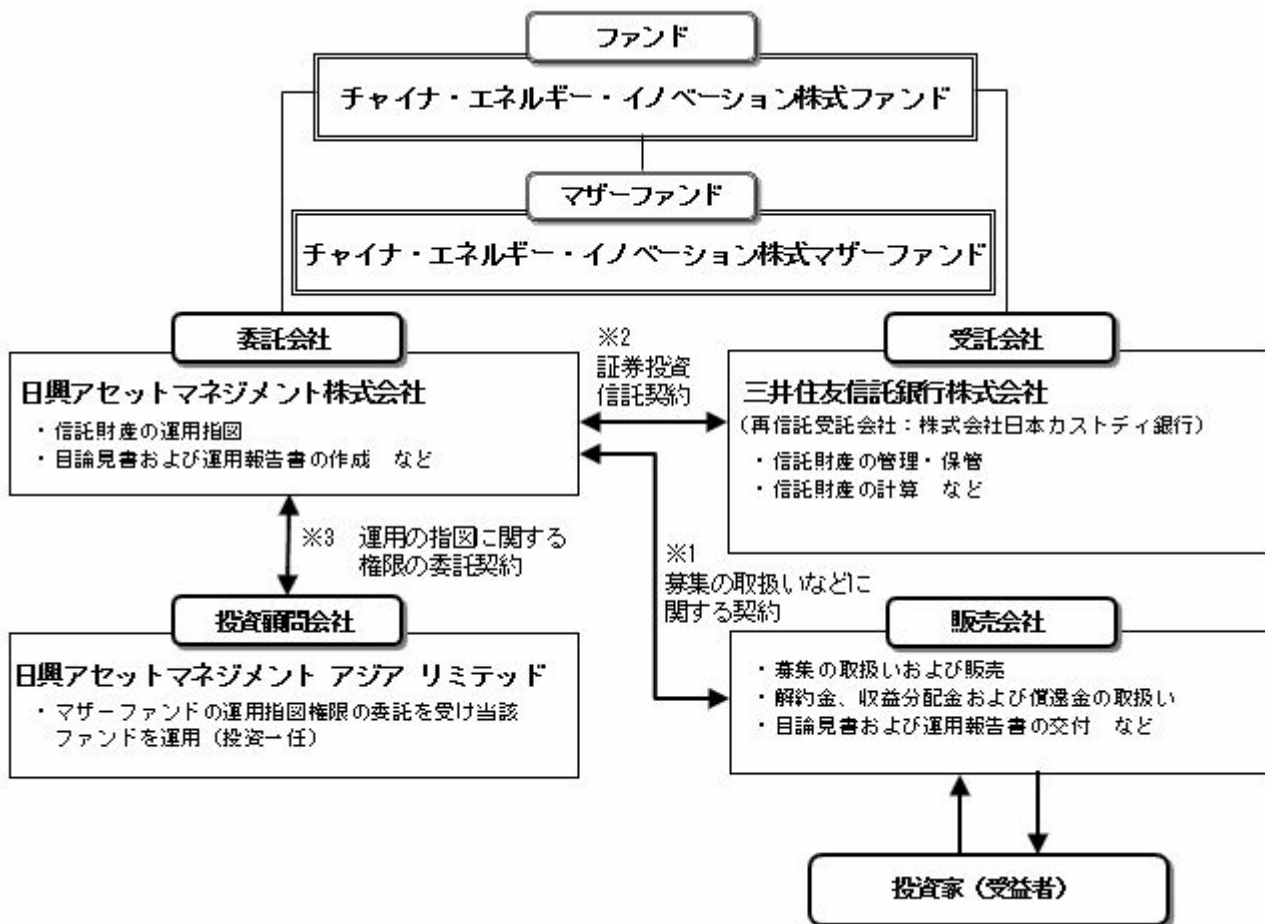 ファンド
チャイナ・エネルギー・イノベーション株式ファンド
マザーファンド
チャイナ・エネルギー・イノベーション株式マザーファンド
委託会社
日興アセットマネジメント株式会社
・信託財産の運用指図
・目論見書および運用報告書の作成 など
※2
証券投資
信託契約
受託会社
三井住友信託銀行株式会社
（再信託受託会社：株式会社日本カストディ銀行）
・信託財産の管理・保管
・信託財産の計算 など
※3 運用の指図に関する
権限の委託契約
※1
募集の取扱いなどに
関する契約
投資顧問会社
日興アセットマネジメント アジア リミテッド
・マザーファンドの運用指図権限の委託を受け当該
ファンドを運用（投資一任）
販売会社
・募集の取扱いおよび販売
・解約金、収益分配金および償還金の取扱い
・目論見書および運用報告書の交付 など
投資家（受益者）